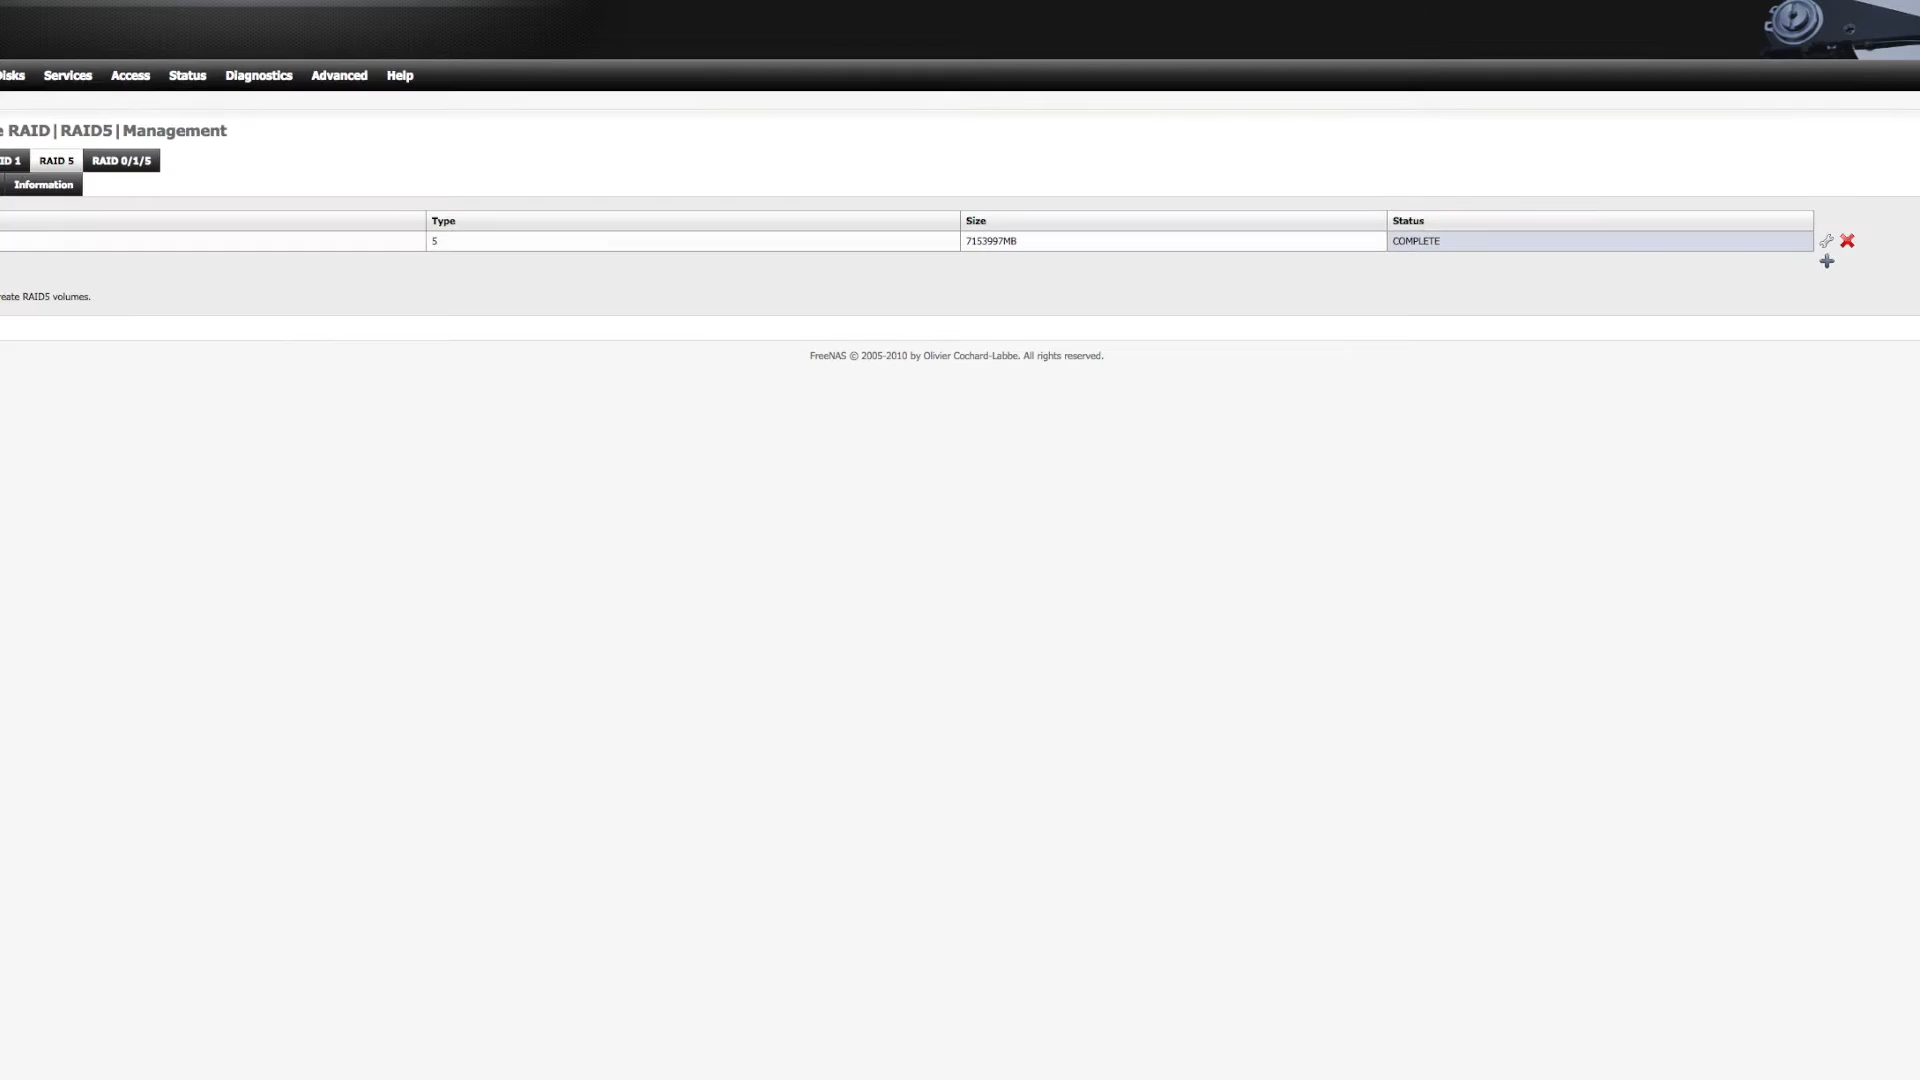 Disks Services Access Status Diagnostics Advanced Help
e RAID|RAID5|Management
ID 1 RAID 5 RAID 0/1/5
Information
Type Size Status
5 7153997MB COMPLETE
reate RAID5 volumes.
FreeNAS © 2005-2010 by Olivier Cochard-Labbe. All rights reserved.